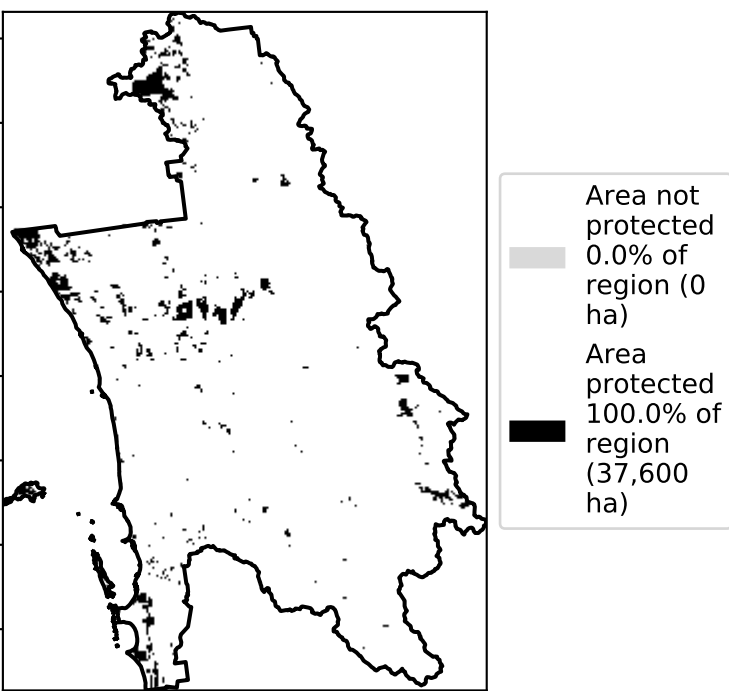 Area not
protected
0.0% of
region (0
ha)
Area
protected
100.0% of
region
(37,600
ha)